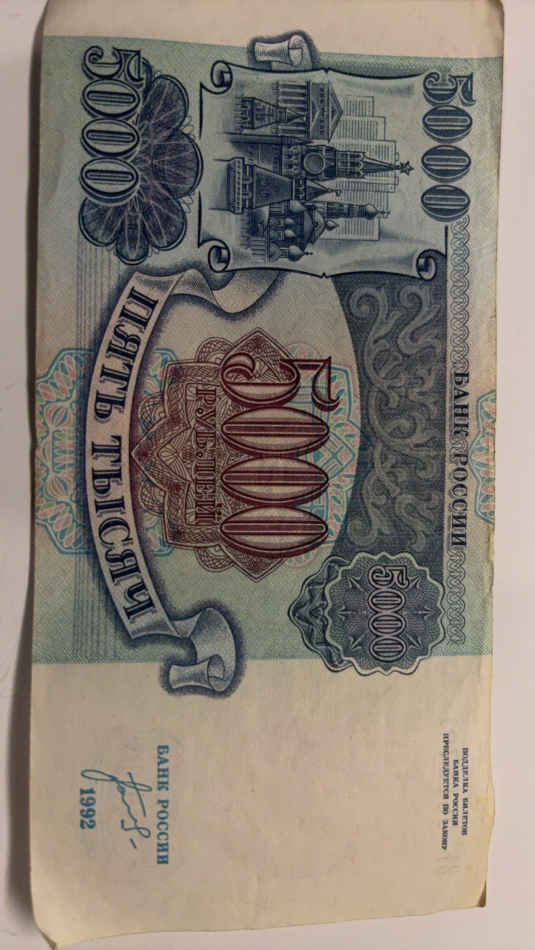 5000
5000
БАНК РОССИИ
5000
РУБЛЕЙ
5000
ПЯТЬ ТЫСЯЧ
ПОДДЕЛКА БИЛЕТОВ
БАНКА РОССИИ
ПРЕСЛЕДУЕТСЯ ПО ЗАКОНУ
БАНК РОССИИ
1992